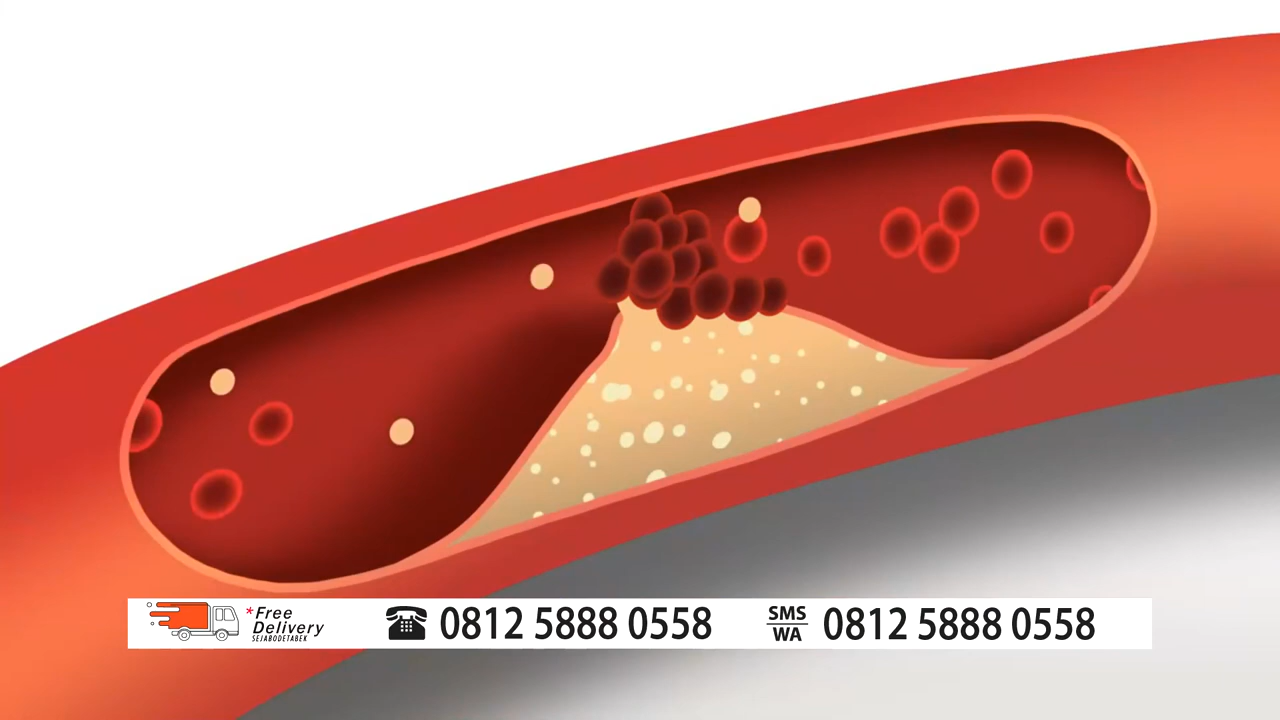 *Free
Delivery
SEJABODETABEK
0812 5888 0558
SMS
WA
0812 5888 0558